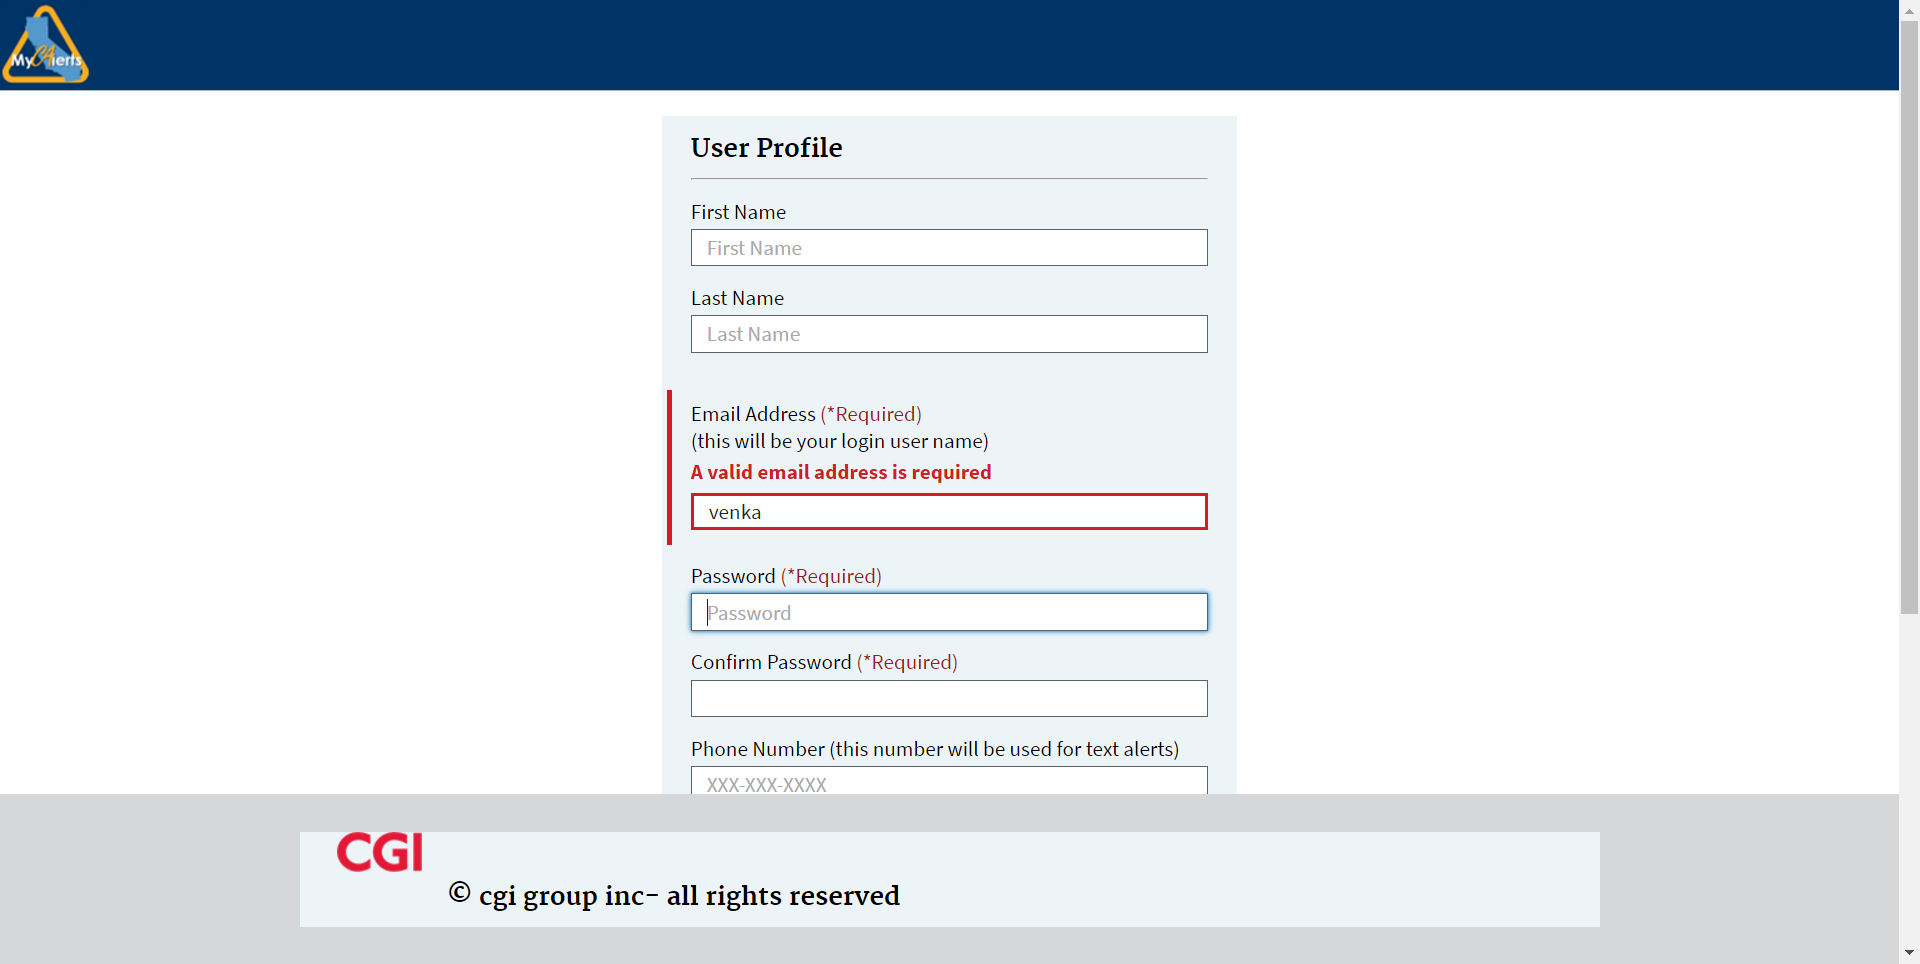 MyCAlerts
User Profile
First Name
First Name
Last Name
Last Name
Email Address (*Required)
(this will be your login user name)
A valid email address is required
venka
Password (*Required)
Password
Confirm Password (*Required)
Phone Number (this number will be used for text alerts)
XXX-XXX-XXXX
CGI
© cgi group inc- all rights reserved